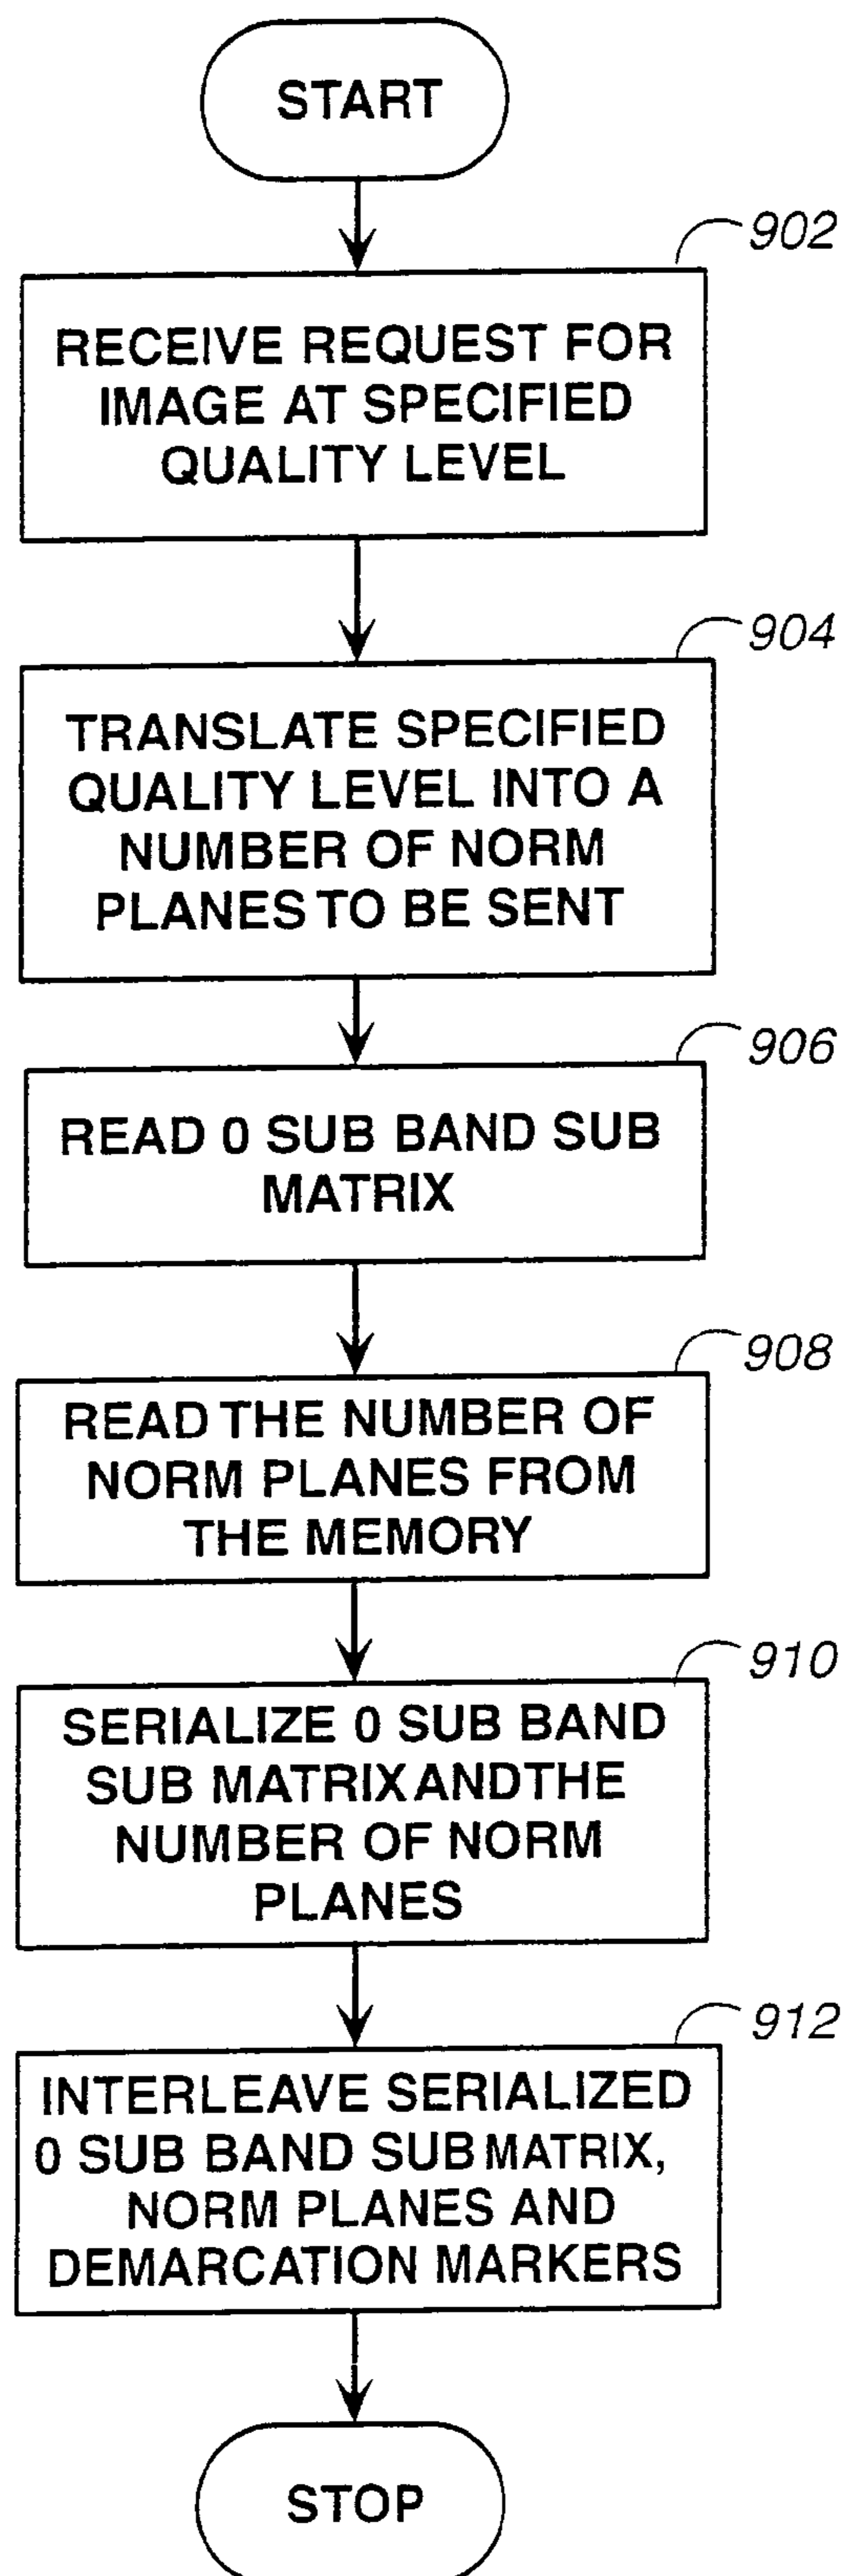 START
902
RECEIVE REQUEST FOR
IMAGE AT SPECIFIED
QUALITY LEVEL
904
TRANSLATE SPECIFIED
QUALITY LEVEL INTO A
NUMBER OF NORM
PLANES TO BE SENT
906
READ 0 SUB BAND SUB
MATRIX
908
READ THE NUMBER OF
NORM PLANES FROM
THE MEMORY
910
SERIALIZE 0 SUB BAND
SUB MATRIX AND THE
NUMBER OF NORM
PLANES
912
INTERLEAVE SERIALIZED
0 SUB BAND SUB MATRIX,
NORM PLANES AND
DEMARCATION MARKERS
STOP